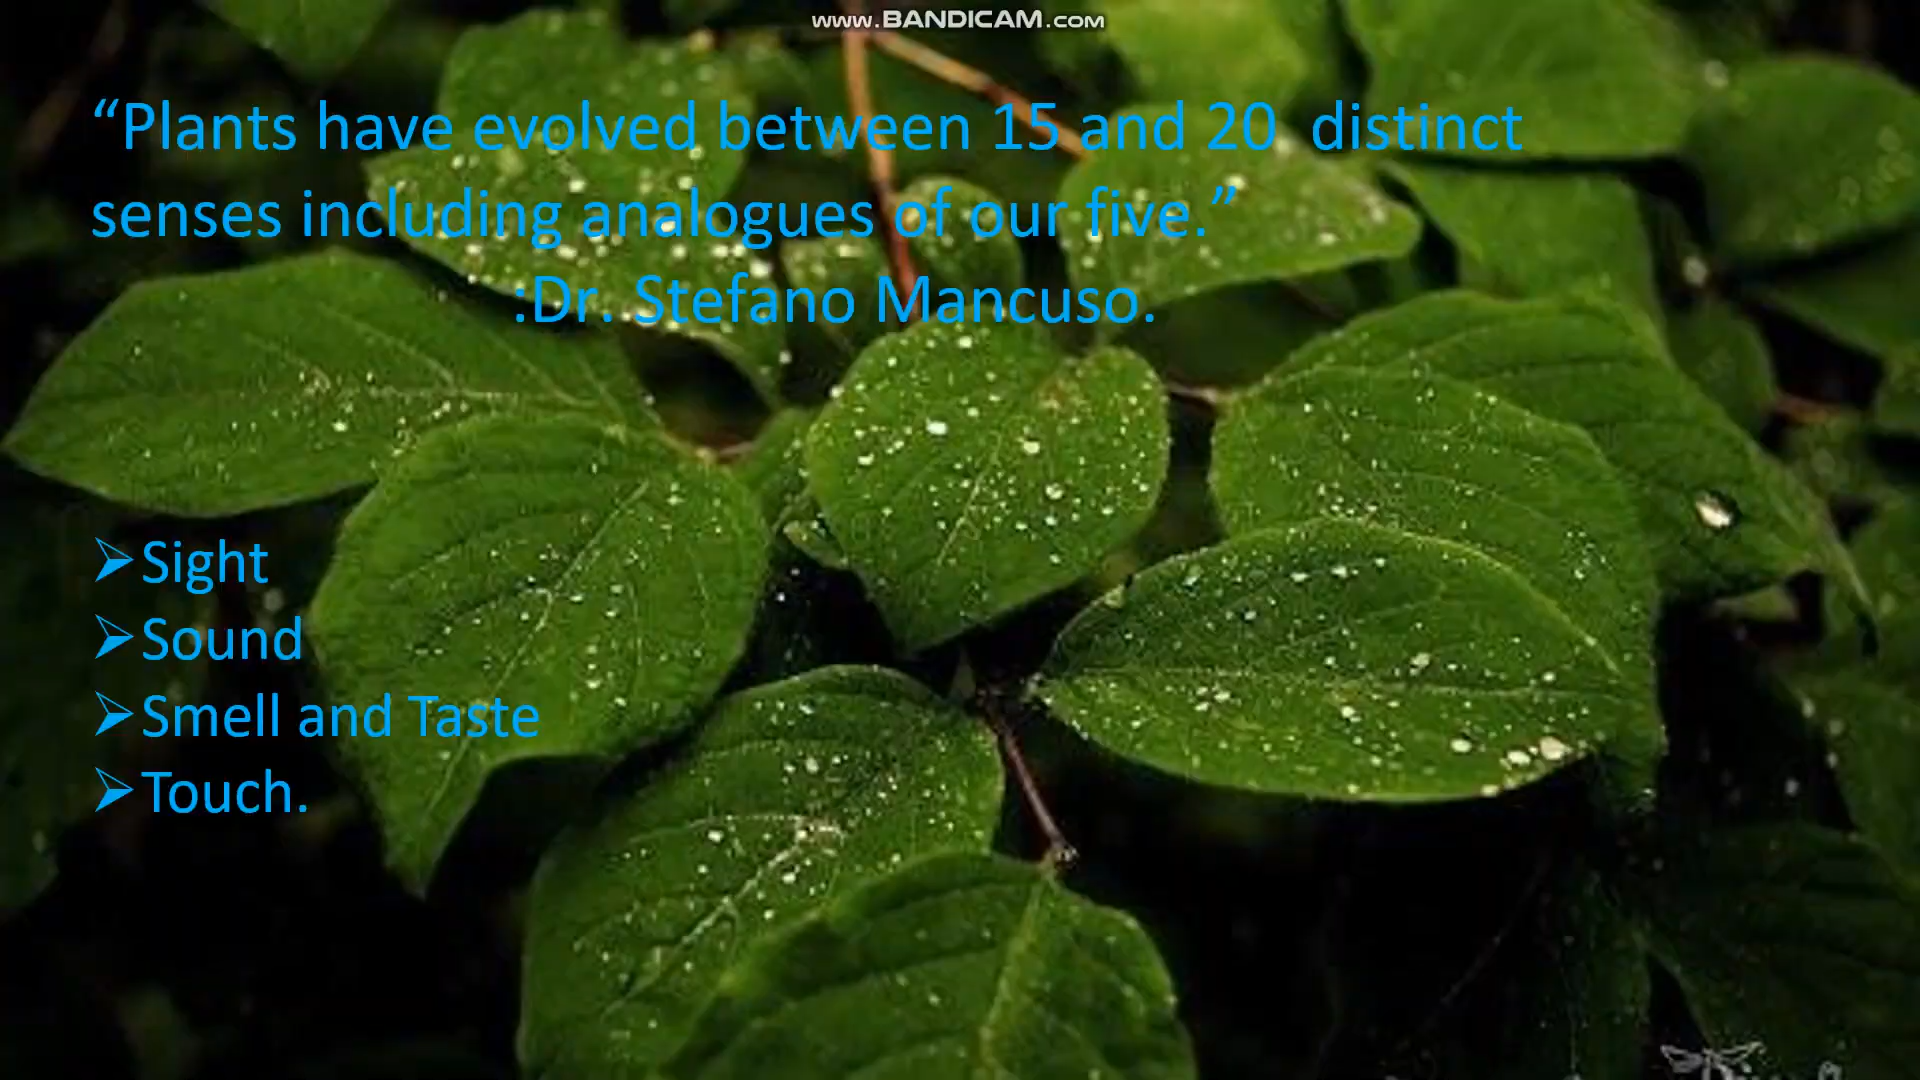 www.BANDICAM.com
“Plants have evolved between 15 and 20 distinct
senses including analogues of our five.”
:Dr. Stefano Mancuso.
➢Sight
➢Sound
➢Smell and Taste
➢Touch.